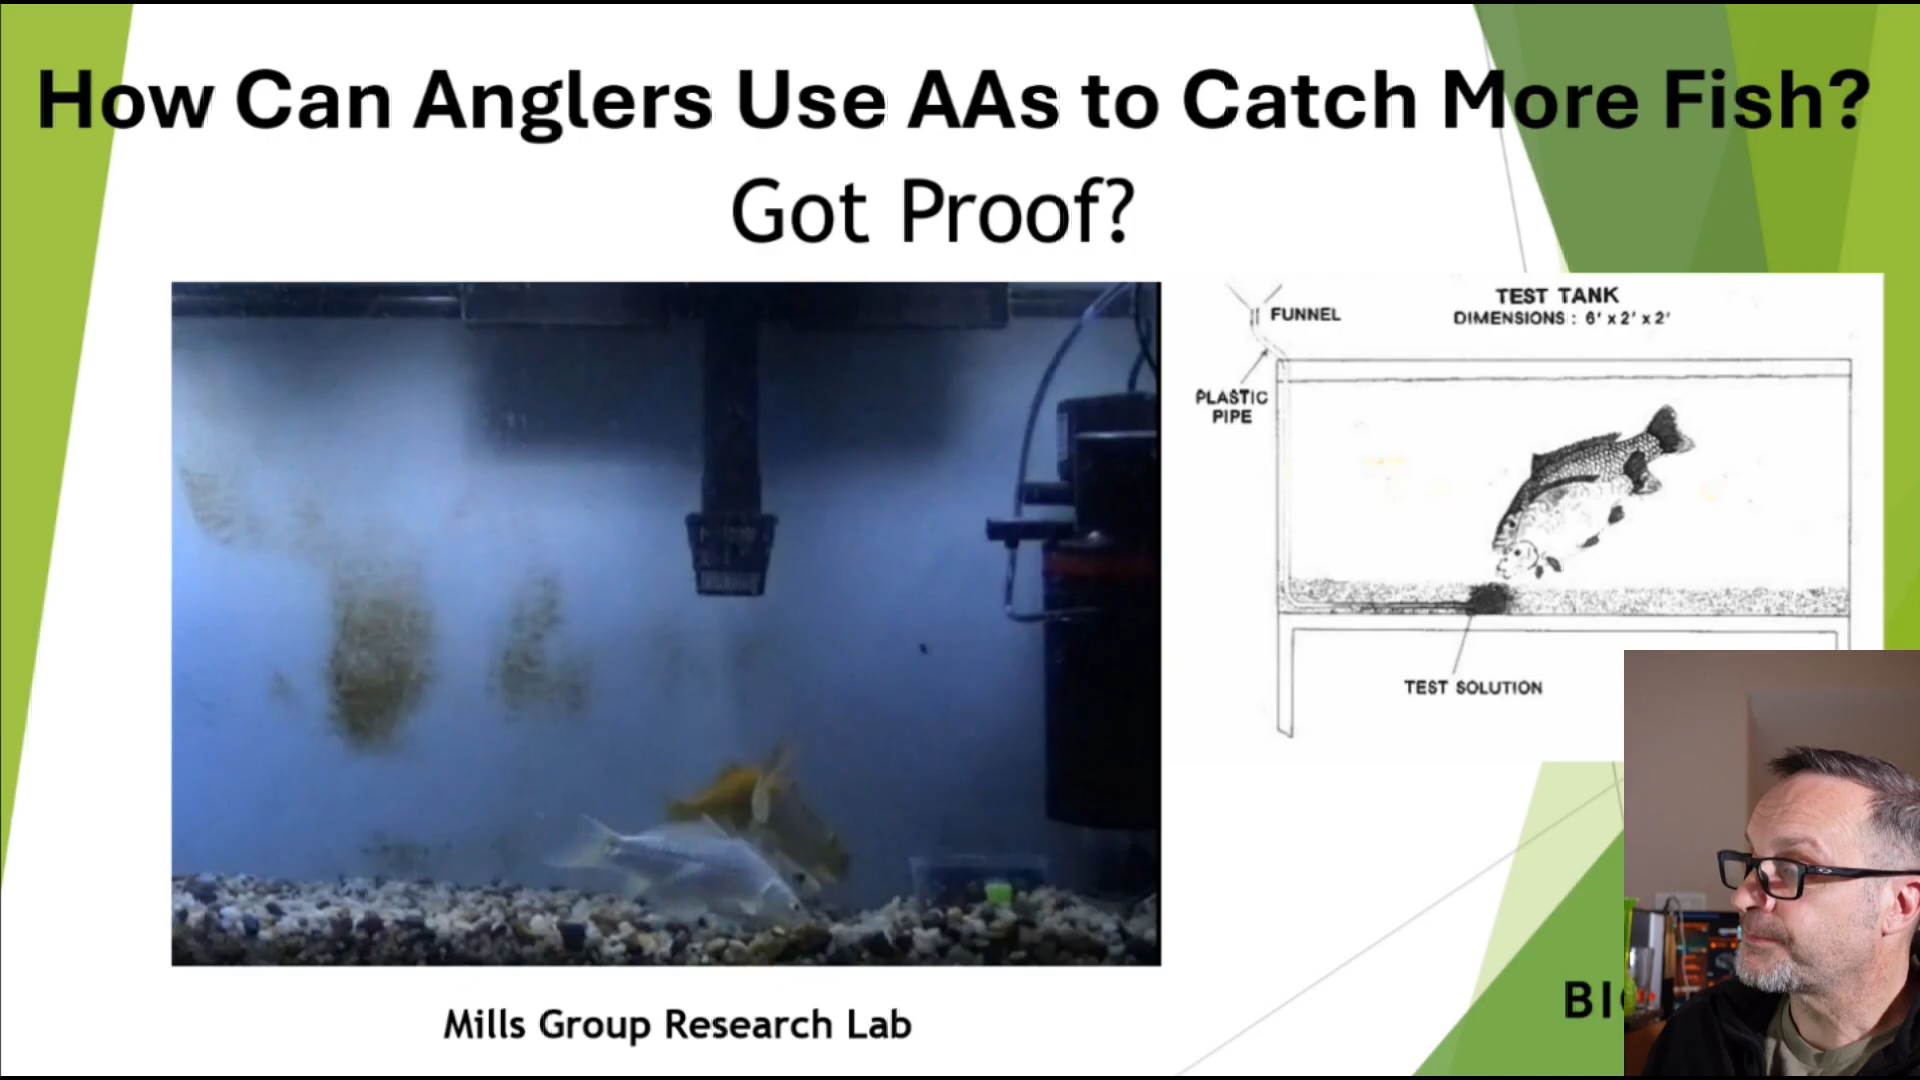 How Can Anglers Use AAs to Catch More Fish?
Got Proof?
TEST TANK
DIMENSIONS : 6' x 2' x 2'
FUNNEL
PLASTIC
PIPE
TEST SOLUTION
Mills Group Research Lab